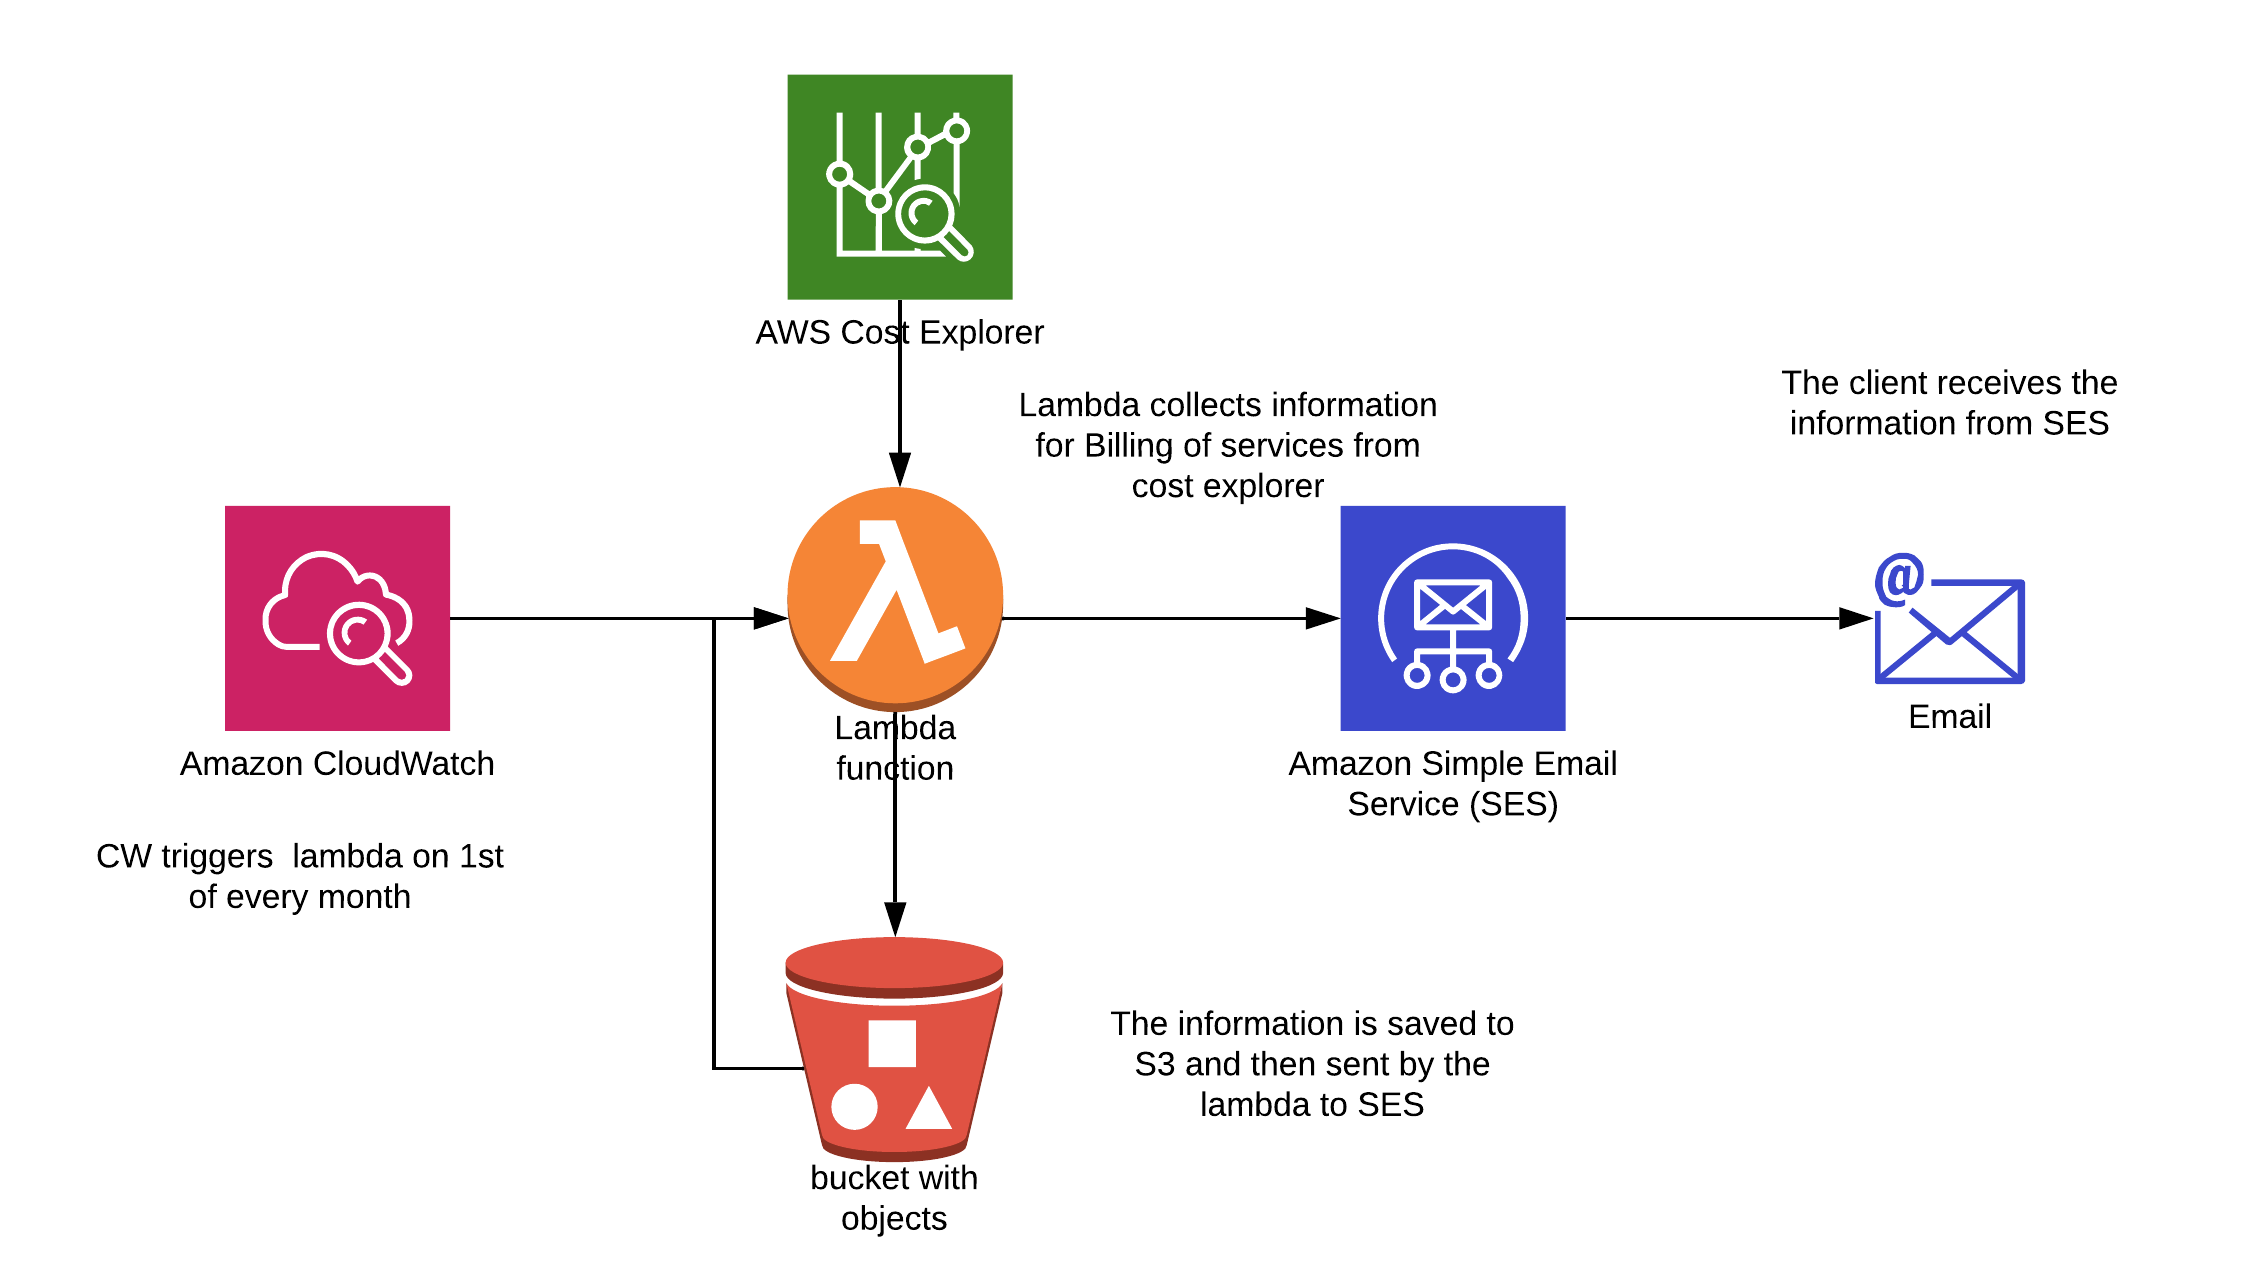 AWS Cost Explorer
Lambda collects information
for Billing of services from
cost explorer
The client receives the
information from SES
@
Lambda
function
Email
Amazon CloudWatch
Amazon Simple Email
Service (SES)
CW triggers  lambda on 1st
of every month
The information is saved to
S3 and then sent by the
lambda to SES
bucket with
objects